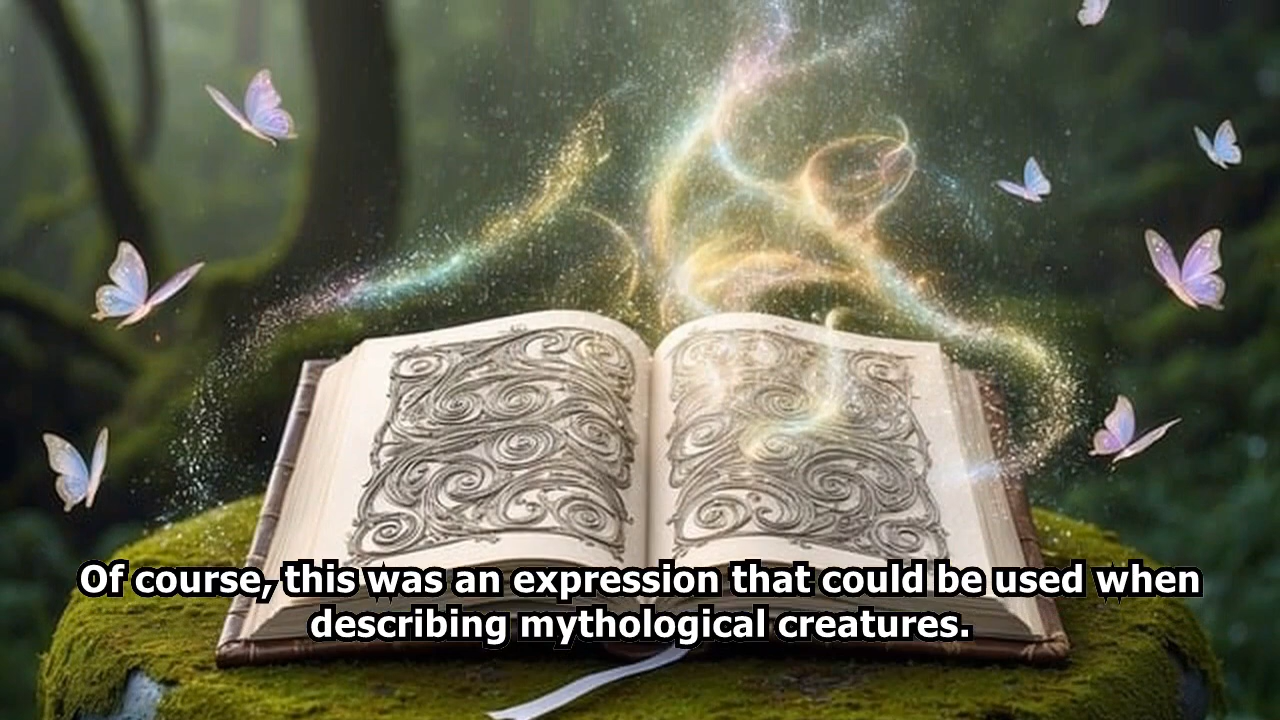 Of course, this was an expression that could be used when
describing mythological creatures.